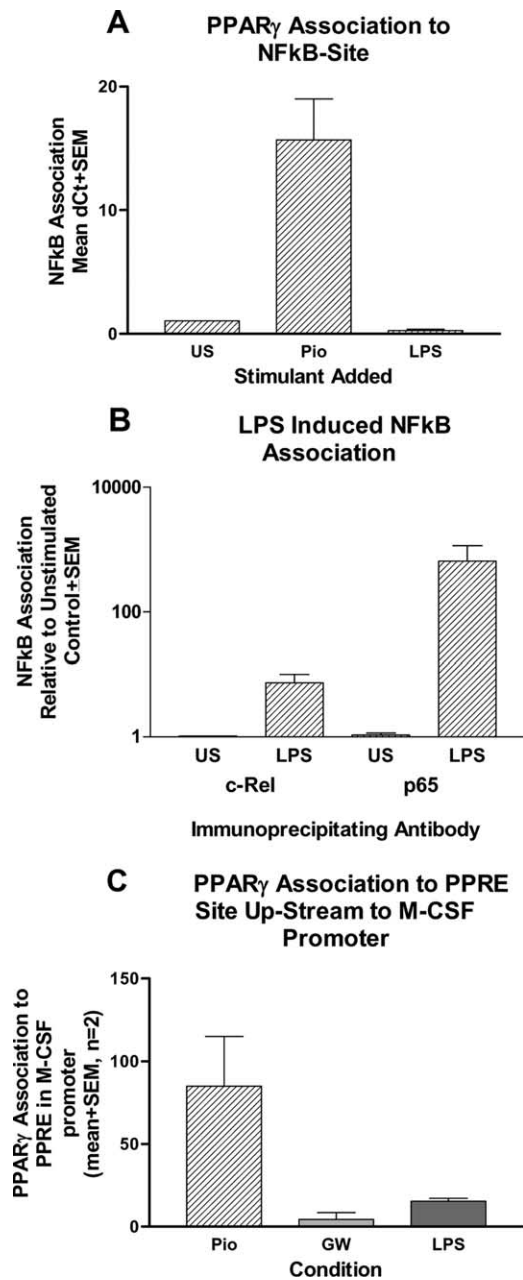 A PPARγ Association to
NFkB-Site
NFkB Association
Mean dCt+SEM
20
10
0
US Pio LPS
Stimulant Added
B LPS Induced NFkB
Association
NFkB Association
Relative to Unstimulated
Control±SEM
10000
100
1
US LPS US LPS
c-Rel p65
Immunoprecipitating Antibody
C PPARγ Association to PPRE
Site Up-Stream to M-CSF
Promoter
PPARγ Association to
PPRE in M-CSF
promoter
(mean+SEM, n=2)
150
100
50
0
Pio GW LPS
Condition